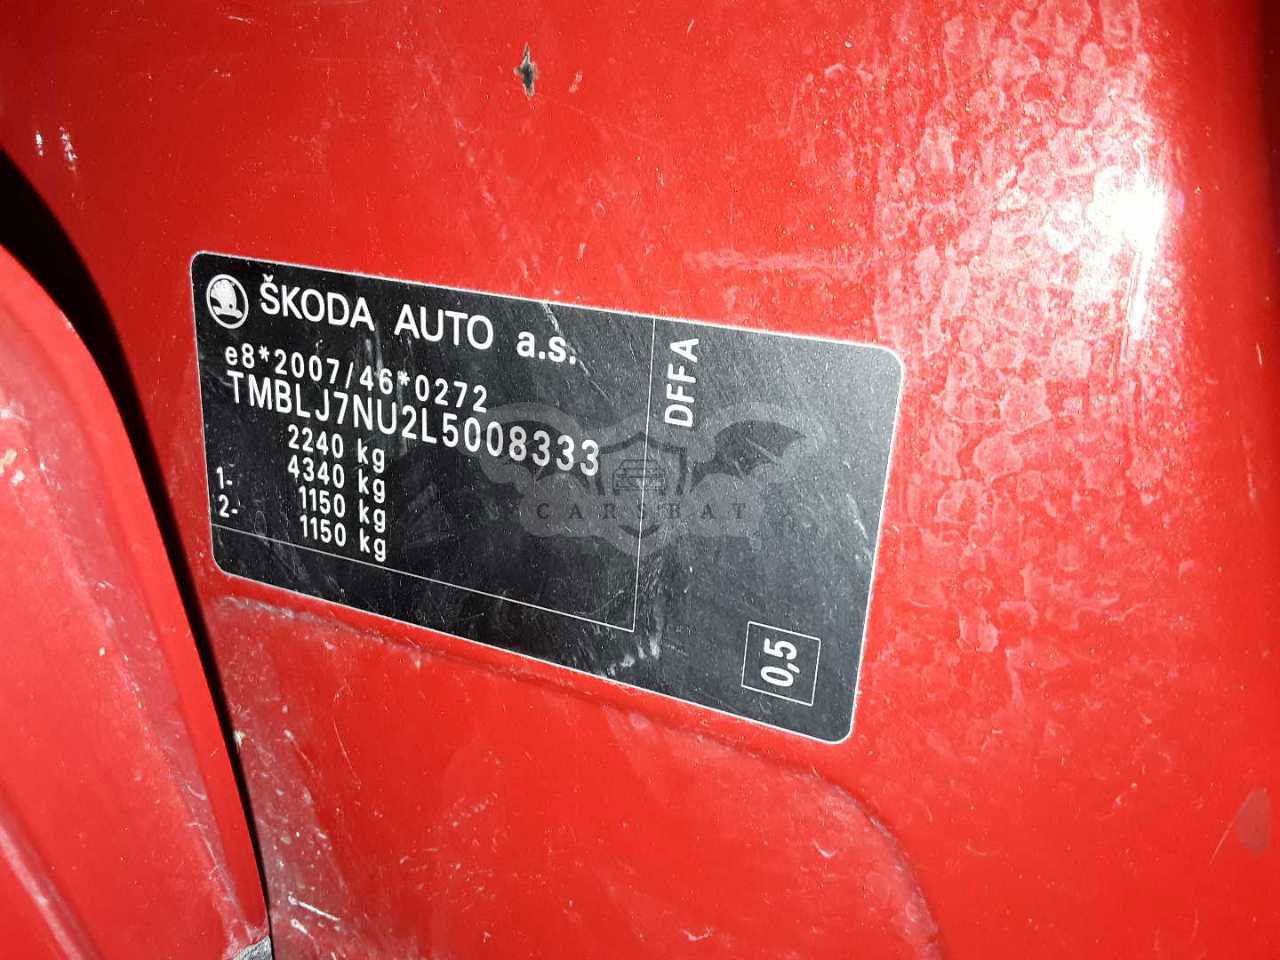 ŠKODA AUTO a.s.
e8*2007/46*0272
TMBLJ7NU2L5008333
2240 kg
4340 kg
1- 1150 kg
2- 1150 kg
DFFA
0,5
CARSBAT